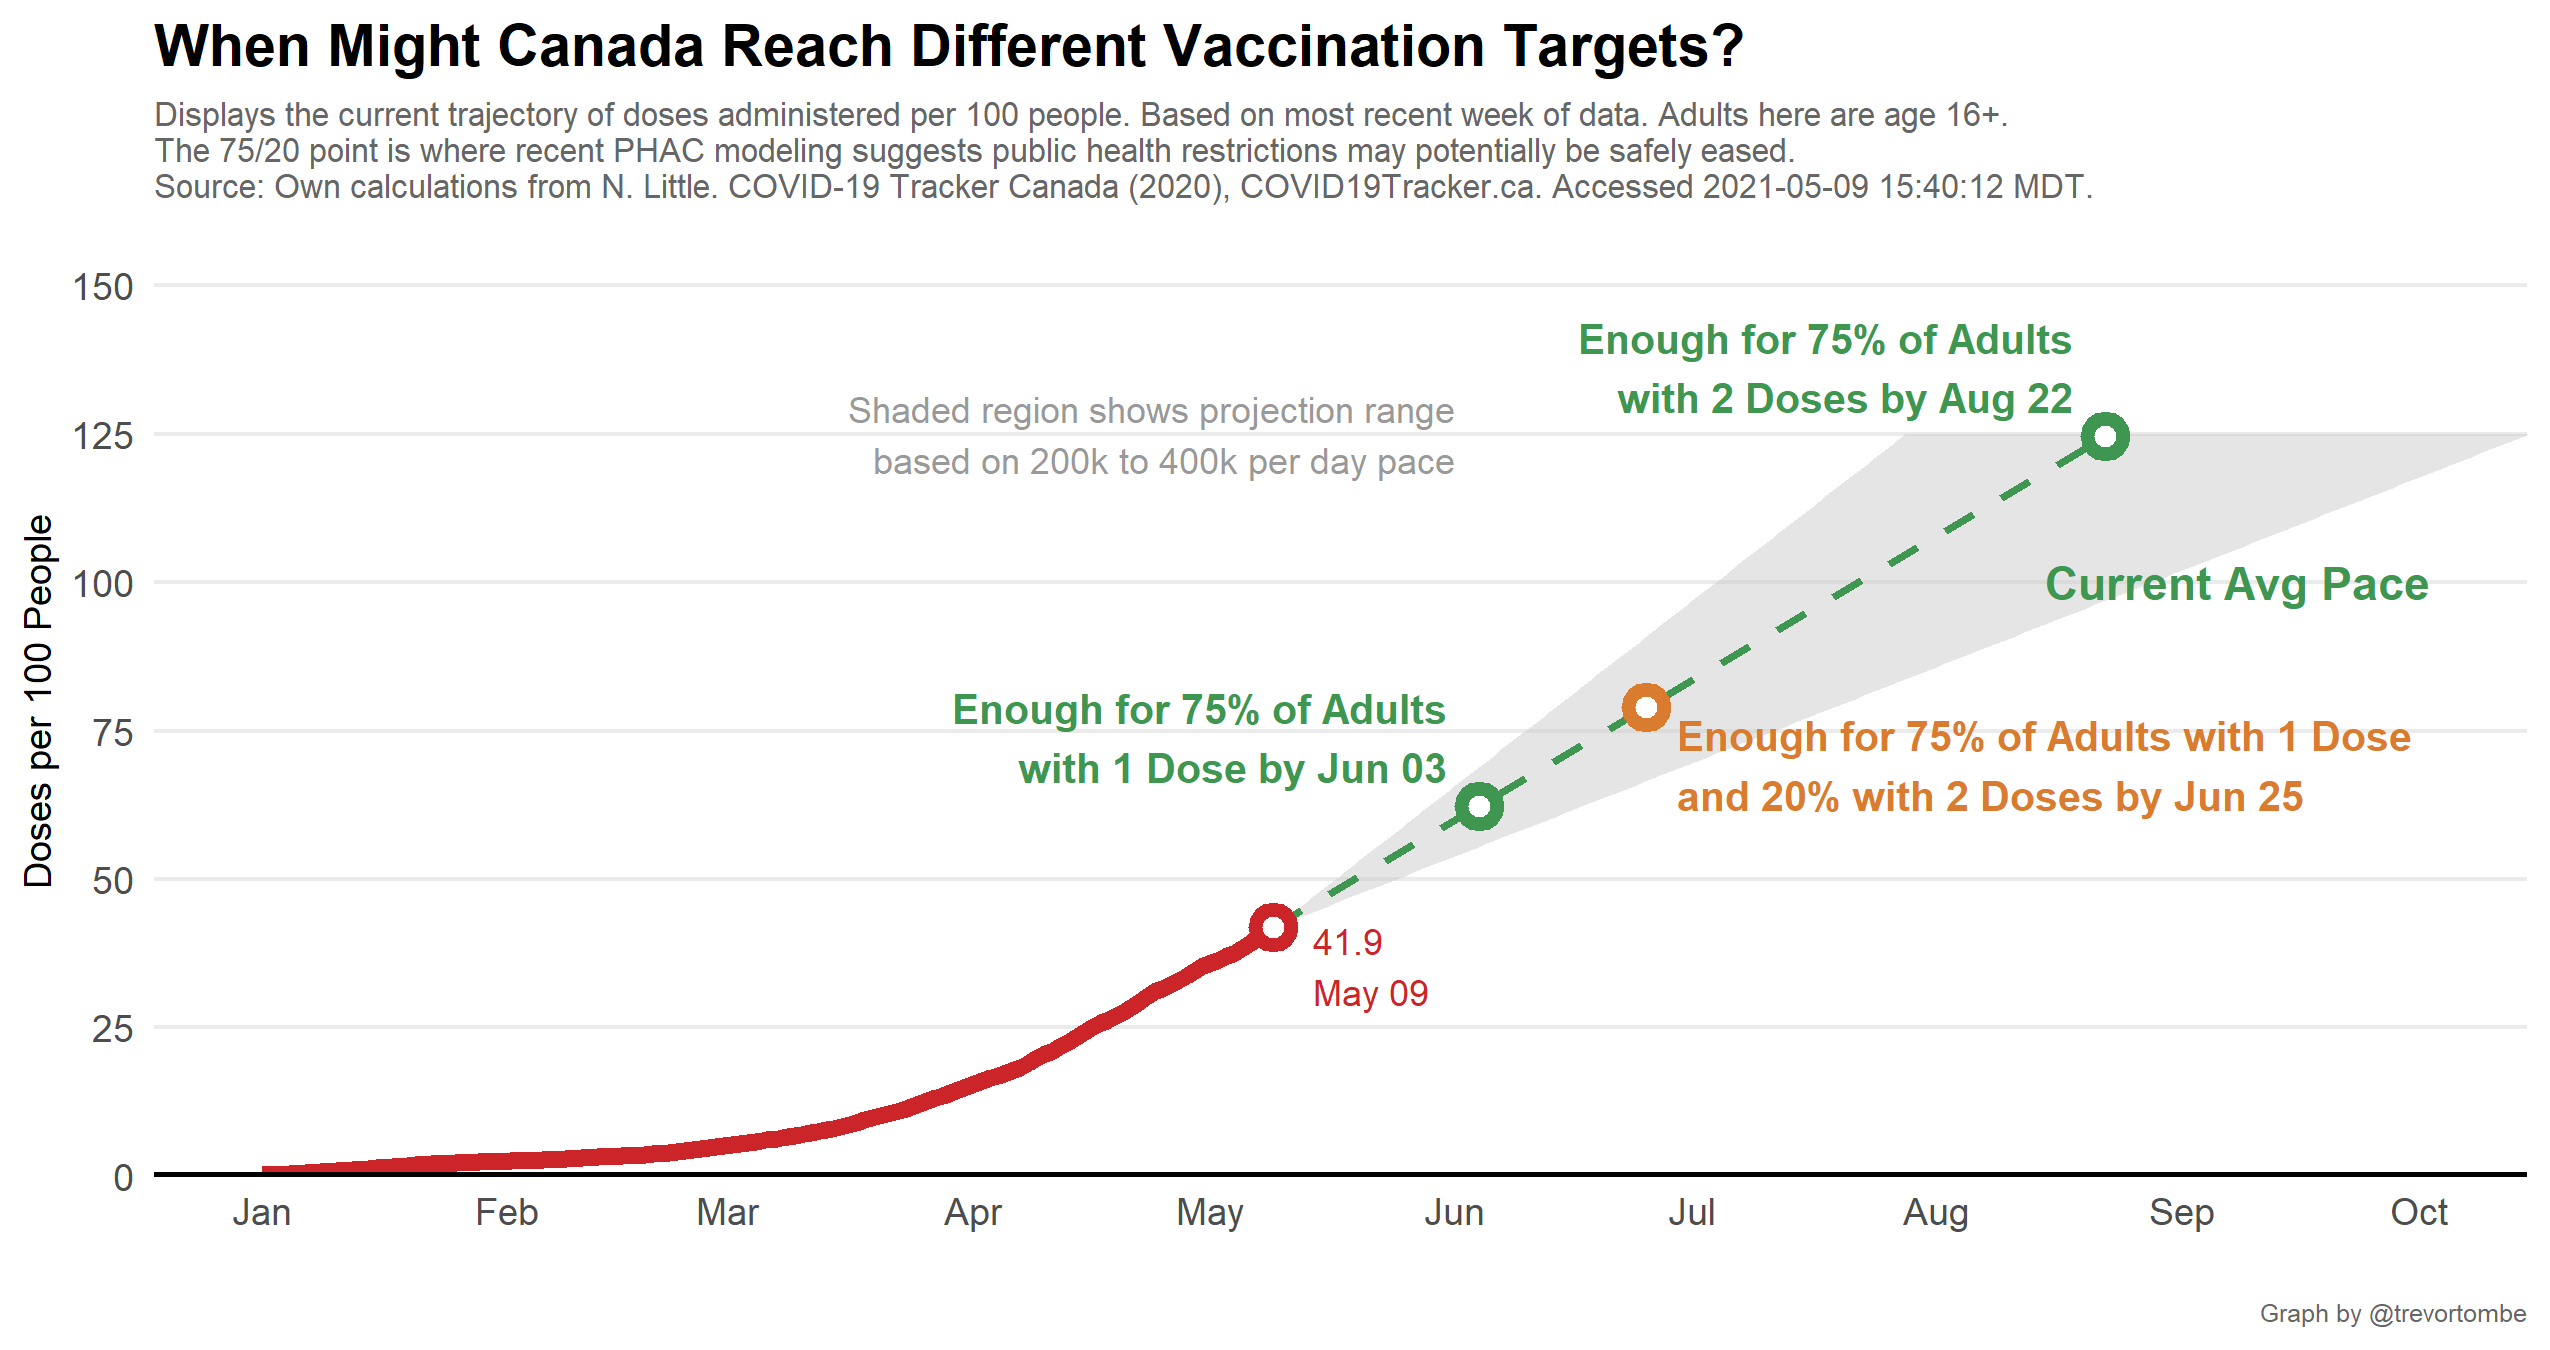 When Might Canada Reach Different Vaccination Targets?
Displays the current trajectory of doses administered per 100 people. Based on most recent week of data. Adults here are age 16+.
The 75/20 point is where recent PHAC modeling suggests public health restrictions may potentially be safely eased.
Source: Own calculations from N. Little. COVID-19 Tracker Canada (2020), COVID19Tracker.ca. Accessed 2021-05-09 15:40:12 MDT.
Doses per 100 People
150
125
100
75
50
25
0
Enough for 75% of Adults
with 2 Doses by Aug 22
Shaded region shows projection range
based on 200k to 400k per day pace
Current Avg Pace
Enough for 75% of Adults
with 1 Dose by Jun 03
Enough for 75% of Adults with 1 Dose
and 20% with 2 Doses by Jun 25
41.9
May 09
Jan Feb Mar Apr May Jun Jul Aug Sep Oct
Graph by @trevortombe